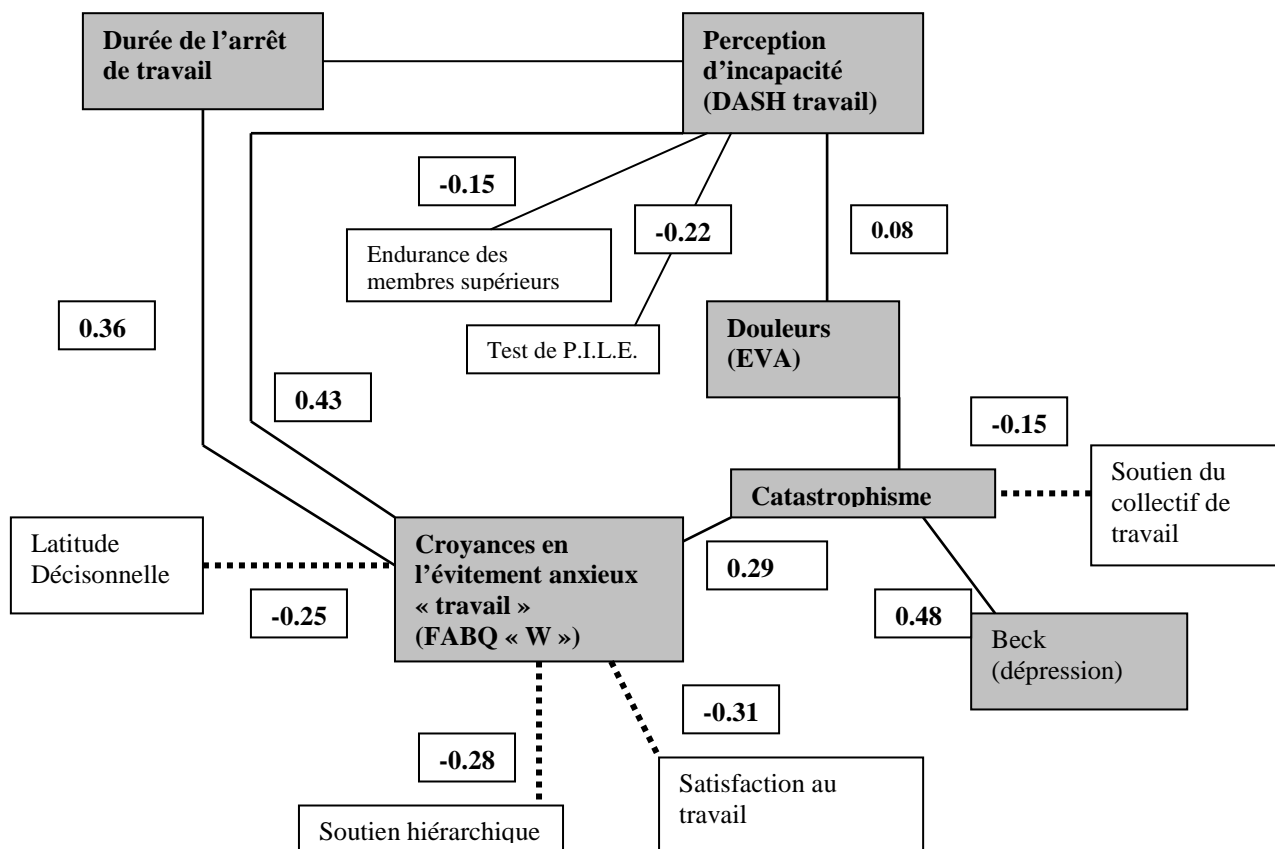 Durée de l’arrêt
de travail
Perception
d’incapacité
(DASH travail)
-0.15
-0.22
0.08
Endurance des
membres supérieurs
0.36
Test de P.I.L.E.
Douleurs
(EVA)
0.43
-0.15
Soutien du
collectif de
travail
Catastrophisme
Latitude
Décisonnelle
-0.25
Croyances en
l’évitement anxieux
« travail »
(FABQ « W »)
0.29
0.48
Beck
(dépression)
-0.31
-0.28
Satisfaction au
travail
Soutien hiérarchique